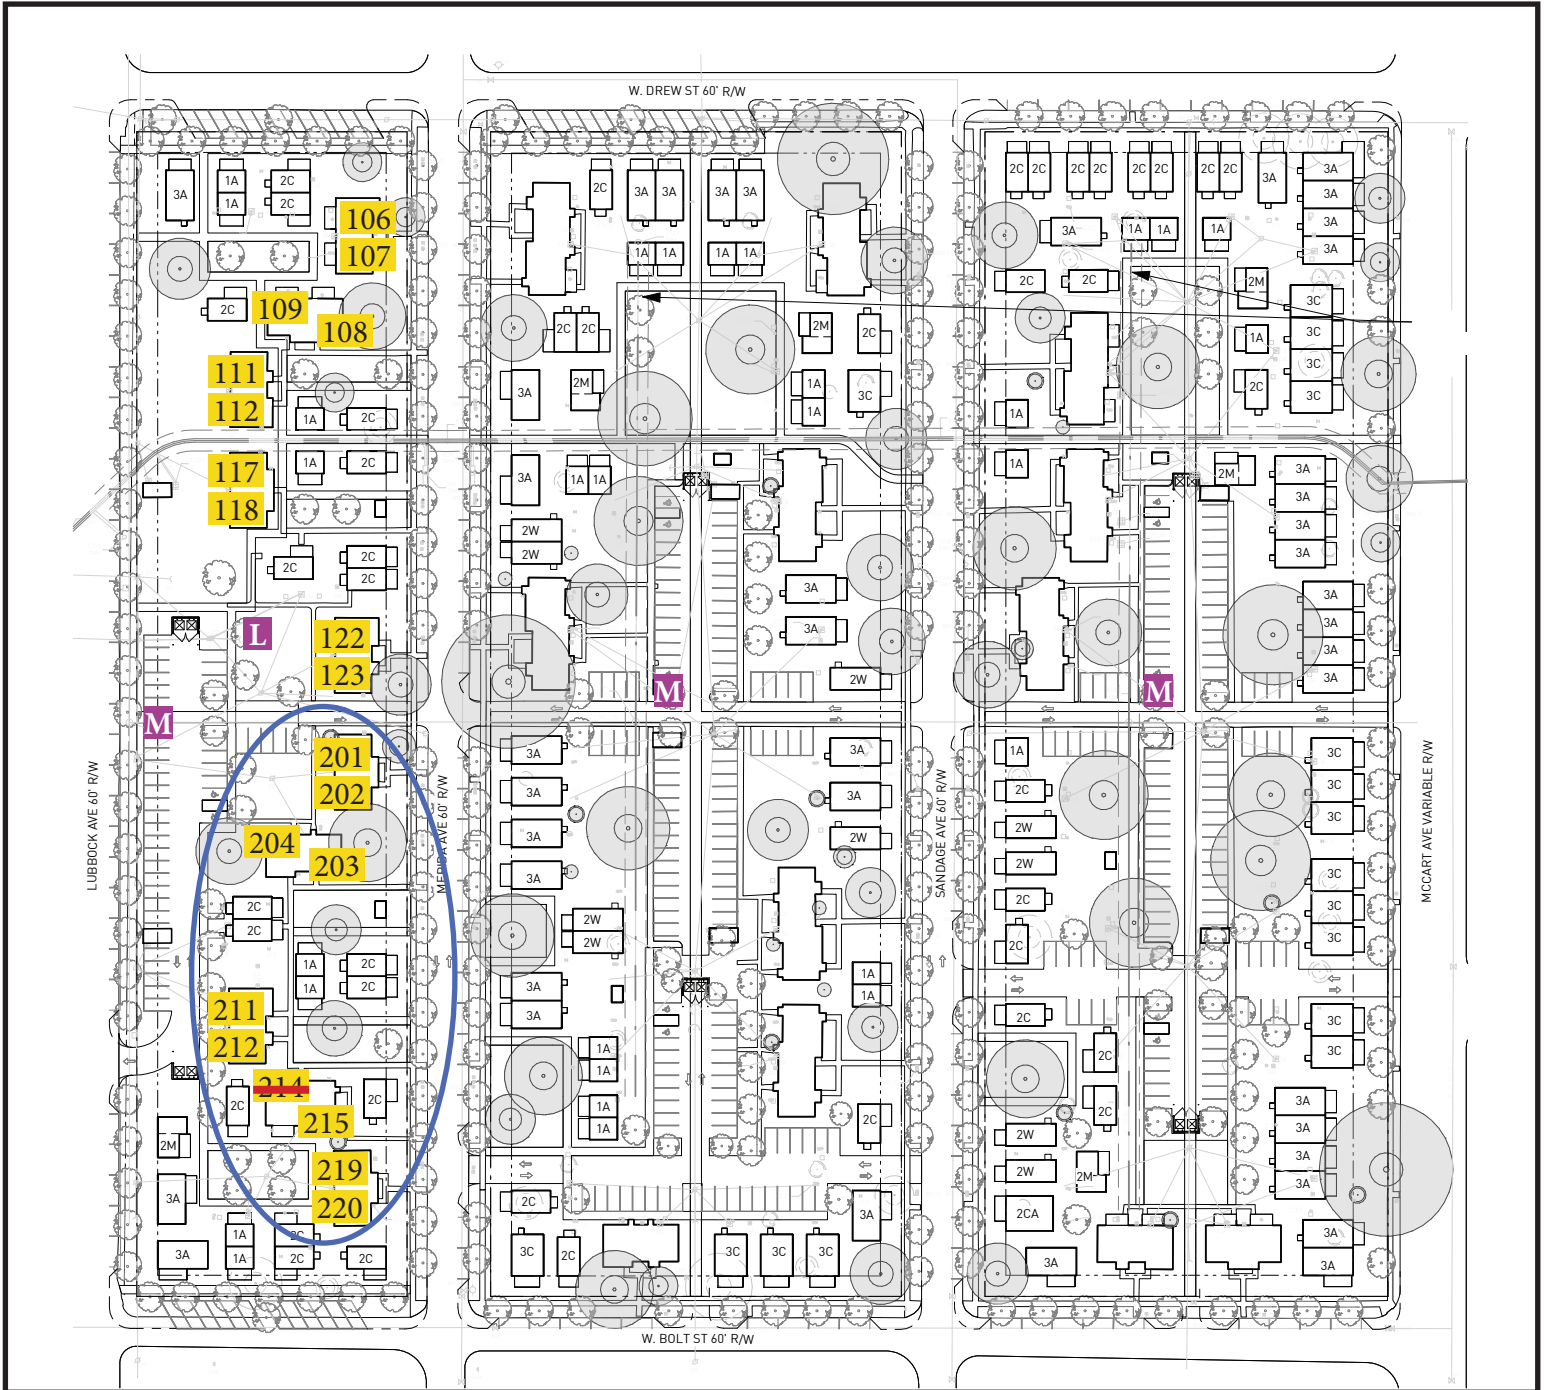 W. DREW ST 60' R/W
3A
1A
1A
2C
2C
106
107
2C
109
108
111
112
1A
2C
117
118
1A
2C
2C
2C
2C
L
122
123
M
201
202
204
203
2C
2C
1A
1A
2C
2C
211
212
214
215
2C
2C
2M
219
220
3A
3A
1A
1A
2C
2C
2C
LUBBOCK AVE 60' R/W
MERIDA AVE 60' R/W
2C
3A
3A
3A
3A
1A
1A
1A
1A
2C
2C
2M
2C
3A
2M
1A
1A
3C
3A
1A
1A
2W
2W
3A
3A
2W
M
3A
3A
3A
3A
3A
3A
2W
2W
2W
3A
3A
1A
1A
1A
1A
1A
1A
2C
2C
3A
3C
2C
3C
3C
3C
W. BOLT ST 60' R/W
SANDAGE AVE 60' R/W
2C
2C
2C
2C
2C
2C
2C
2C
3A
3A
3A
3A
3A
3A
1A
1A
1A
2C
2C
2M
3C
3C
3C
3C
1A
2C
1A
1A
2M
3A
3A
3A
3A
3A
3A
3A
3A
M
1A
2C
2W
2W
2C
2C
3C
3C
3C
3C
3C
3C
2C
3C
3C
2C
2C
2W
2W
2M
2CA
3A
3A
3A
3A
3A
3A
3A
MCCART AVE VARIABLE R/W